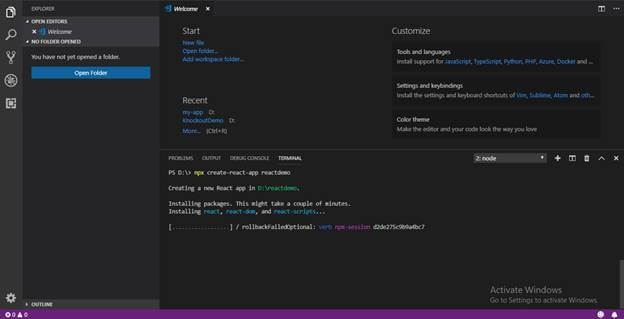 EXPLORER
OPEN EDITORS
Welcome
NO FOLDER OPENED
You have not yet opened a folder.
Open Folder
OUTLINE
Welcome
Start
New file
Open folder...
Add workspace folder...
Recent
my-app D:
KnockoutDemo D:
More... (Ctrl+R)
Customize
Tools and languages
Install support for JavaScript, TypeScript, Python, PHP, Azure, Docker and ...
Settings and keybindings
Install the settings and keyboard shortcuts of Vim, Sublime, Atom and oth...
Color theme
Make the editor and your code look the way you love
PROBLEMS OUTPUT DEBUG CONSOLE TERMINAL 2: node
PS D:\> npx create-react-app reactdemo
Creating a new React app in D:\reactdemo.
Installing packages. This might take a couple of minutes.
Installing react, react-dom, and react-scripts...
[..................] / rollbackFailedOptional: verb npm-session d2de275c9b9a4bc7
Activate Windows
Go to Settings to activate Windows.
0 0